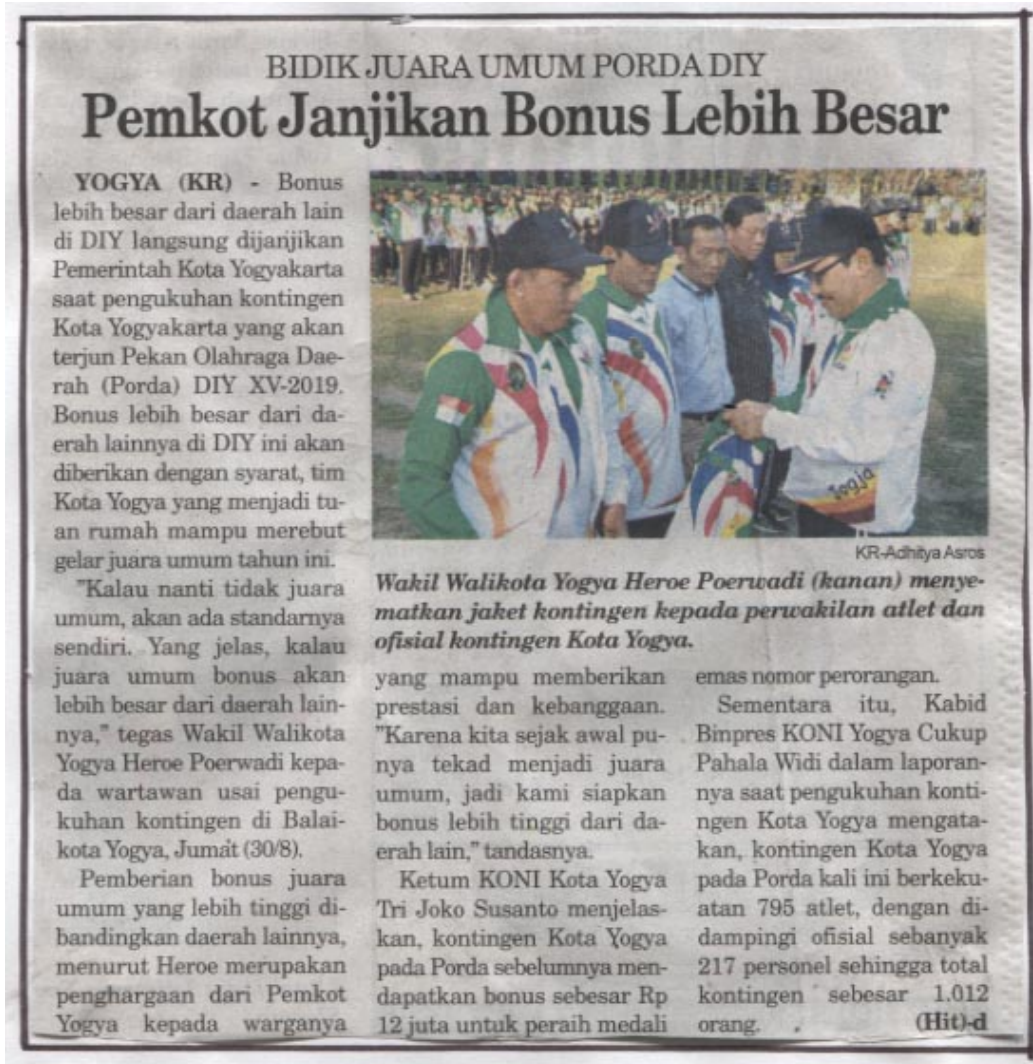 BIDIK JUARA UMUM PORDA DIY
Pemkot Janjikan Bonus Lebih Besar
YOGYA (KR) - Bonus
lebih besar dari daerah lain
di DIY langsung dijanjikan
Pemerintah Kota Yogyakarta
saat pengukuhan kontingen
Kota Yogyakarta yang akan
terjun Pekan Olahraga Dae-
rah (Porda) DIY XV-2019.
Bonus lebih besar dari da-
erah lainnya di DIY ini akan
diberikan dengan syarat, tim
Kota Yogya yang menjadi tu-
an rumah mampu merebut
gelar juara umum tahun ini.
"Kalau nanti tidak juara
umum, akan ada standarnya
sendiri. Yang jelas, kalau
juara umum bonus akan
lebih besar dari daerah lain-
nya," tegas Wakil Walikota
Yogya Heroe Poerwadi kepa-
da wartawan usai pengu-
kuhan kontingen di Balai-
kota Yogya, Jumat (30/8).
Pemberian bonus juara
umum yang lebih tinggi di-
bandingkan daerah lainnya,
menurut Heroe merupakan
penghargaan dari Pemkot
Yogya kepada warganya
Jogja
KR-Adhitya Asros
Wakil Walikota Yogya Heroe Poerwadi (kanan) menye-
matkan jaket kontingen kepada perwakilan atlet dan
ofisial kontingen Kota Yogya.
yang mampu memberikan
prestasi dan kebanggaan.
"Karena kita sejak awal pu-
nya tekad menjadi juara
umum, jadi kami siapkan
bonus lebih tinggi dari da-
erah lain," tandasnya.
Ketum KONI Kota Yogya
Tri Joko Susanto menjelas-
kan, kontingen Kota Yogya
pada Porda sebelumnya men-
dapatkan bonus sebesar Rp
12 juta untuk peraih medali
emas nomor perorangan.
Sementara itu, Kabid
Binpres KONI Yogya Cukup
Pahala Widi dalam laporan-
nya saat pengukuhan konti-
ngen Kota Yogya mengata-
kan, kontingen Kota Yogya
pada Porda kali ini berkeku-
atan 795 atlet, dengan di-
dampingi ofisial sebanyak
217 personel sehingga total
kontingen sebesar 1.012
orang. (Hit)-d